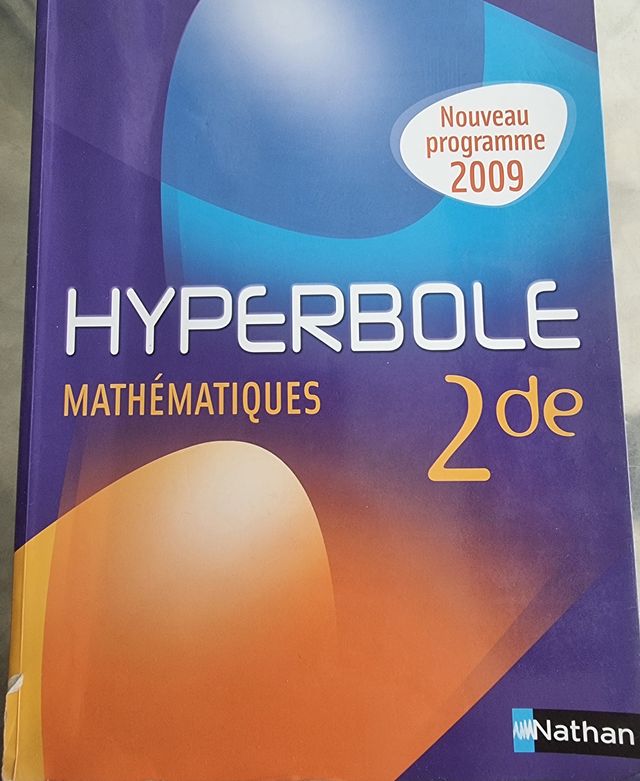 Nouveau
programme
2009
HYPERBOLE
MATHÉMATIQUES
2de
Nathan